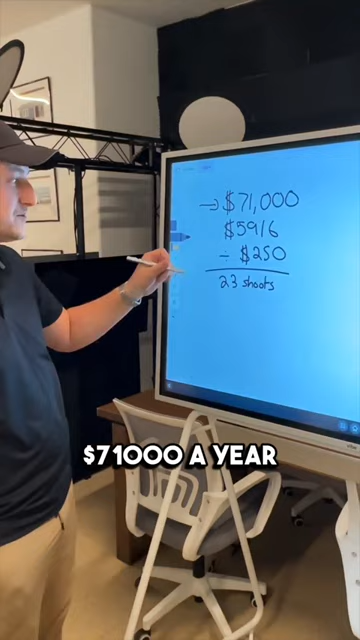 → $71,000
$5916
÷ $250
23 shoots
$71000 A YEAR